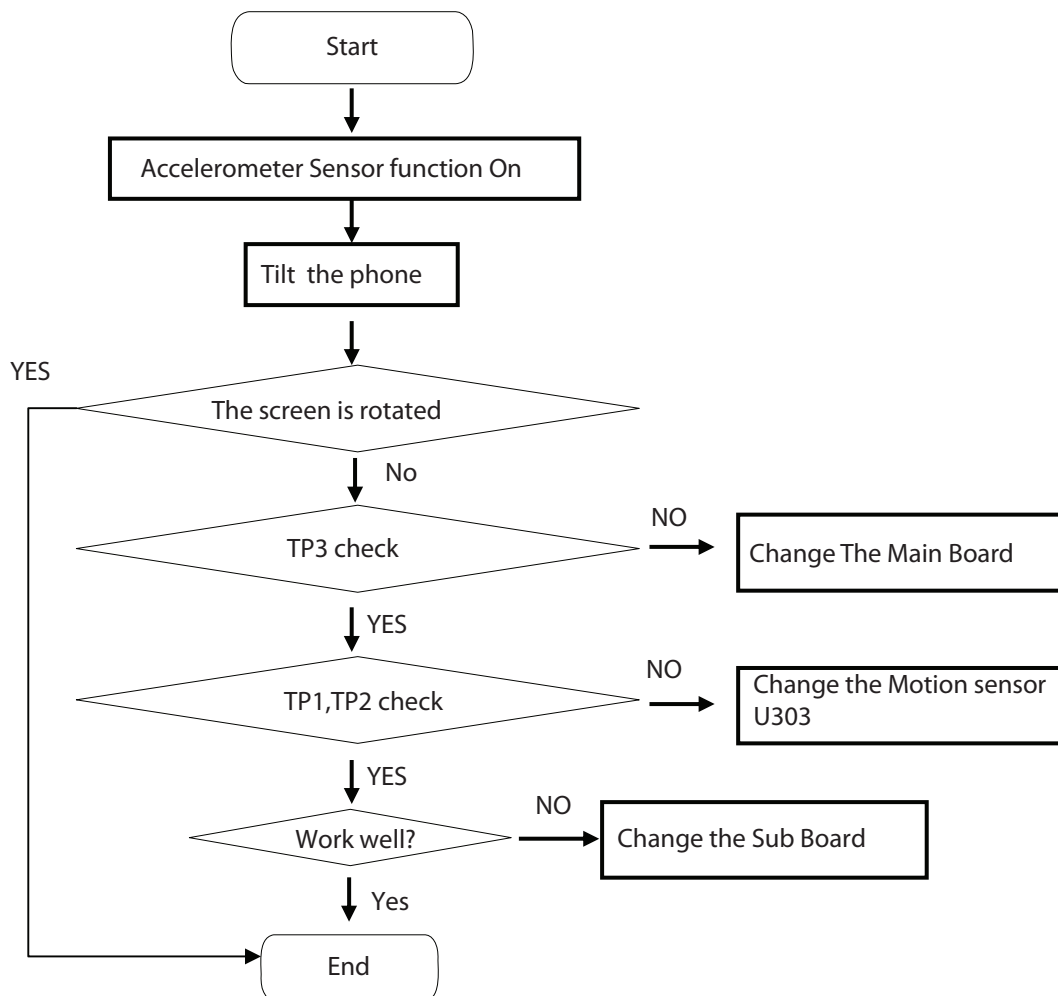 Start
Accelerometer Sensor function On
Tilt the phone
YES
The screen is rotated
No
TP3 check
NO
Change The Main Board
YES
TP1,TP2 check
NO
Change the Motion sensor
U303
YES
Work well?
NO
Change the Sub Board
Yes
End